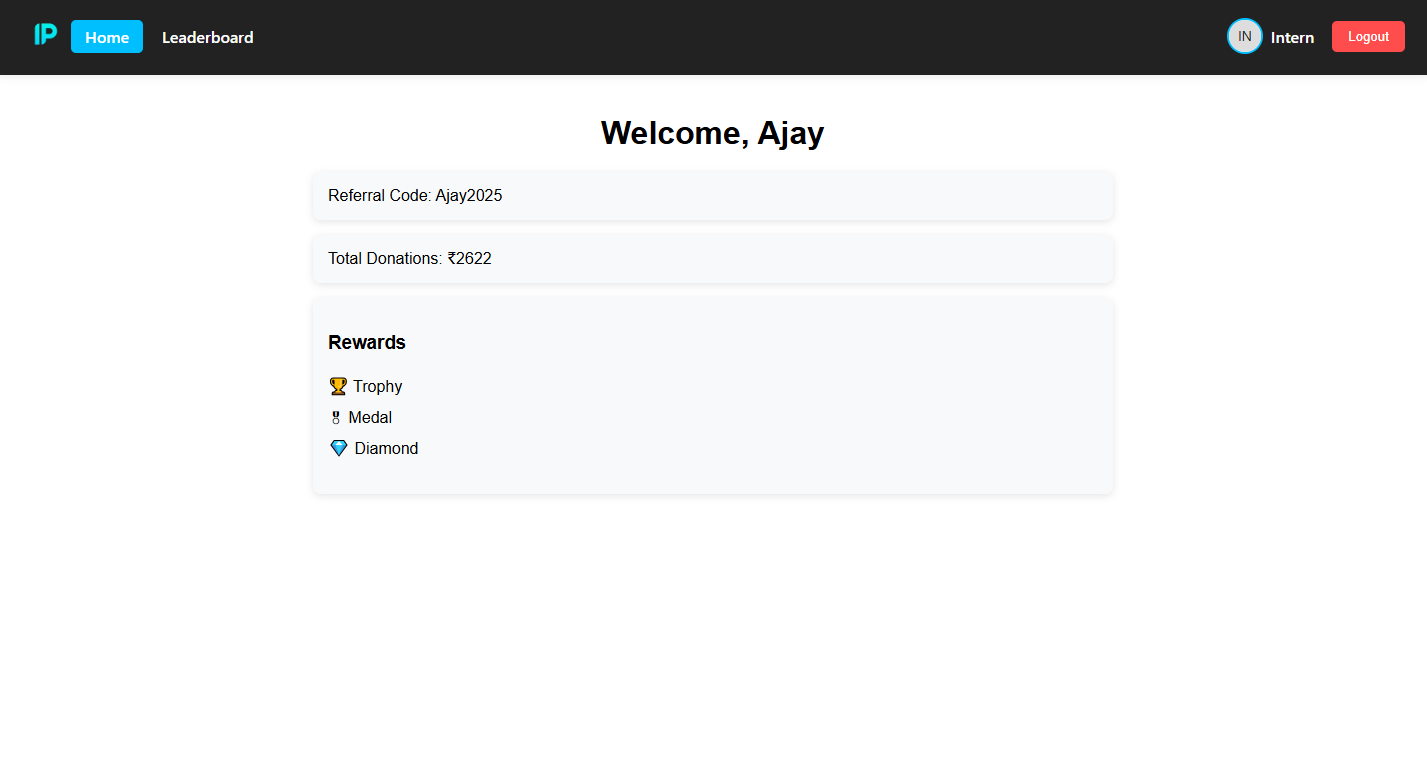 IP Home Leaderboard IN Intern Logout
Welcome, Ajay
Referral Code: Ajay2025
Total Donations: ₹2622
Rewards
🏆 Trophy
🎖 Medal
💎 Diamond